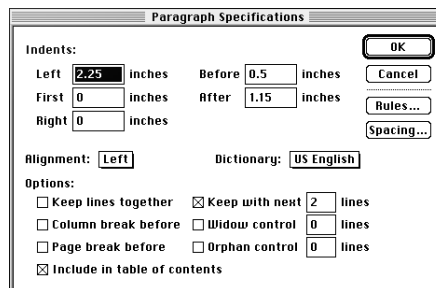 Paragraph Specifications
Indents:
Left 2.25 inches Before 0.5 inches
First 0 inches After 1.15 inches
Right 0 inches
OK
Cancel
Rules...
Spacing...
Alignment: Left Dictionary: US English
Options:
Keep lines together Keep with next 2 lines
Column break before Widow control 0 lines
Page break before Orphan control 0 lines
Include in table of contents